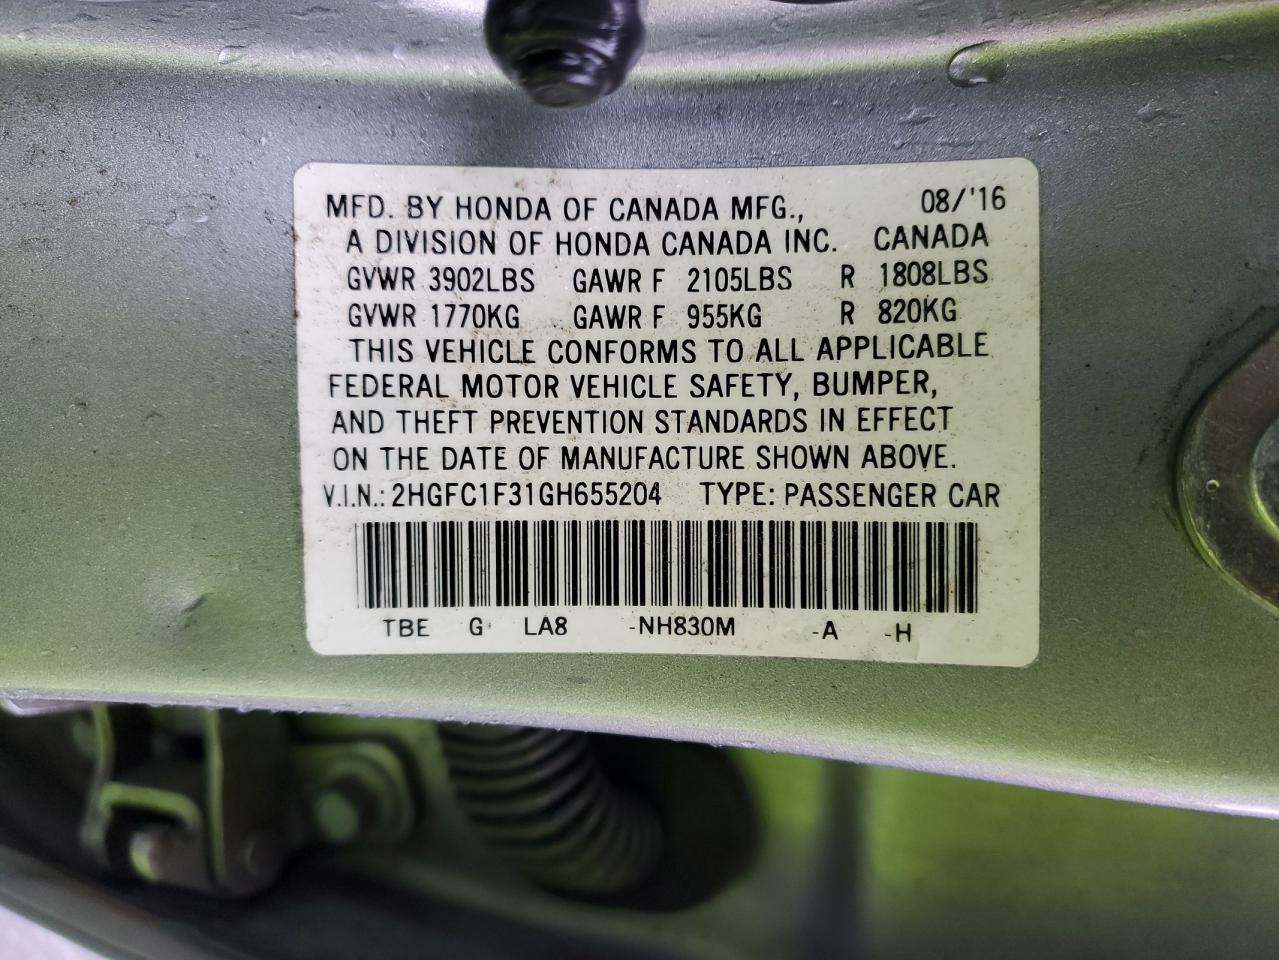 MFD. BY HONDA OF CANADA MFG., 08/'16
A DIVISION OF HONDA CANADA INC. CANADA
GVWR 3902LBS GAWR F 2105LBS R 1808LBS
GVWR 1770KG GAWR F 955KG R 820KG
THIS VEHICLE CONFORMS TO ALL APPLICABLE
FEDERAL MOTOR VEHICLE SAFETY, BUMPER,
AND THEFT PREVENTION STANDARDS IN EFFECT
ON THE DATE OF MANUFACTURE SHOWN ABOVE.
V.I.N.: 2HGFC1F31GH655204 TYPE: PASSENGER CAR
TBE G LA8 -NH830M -A -H